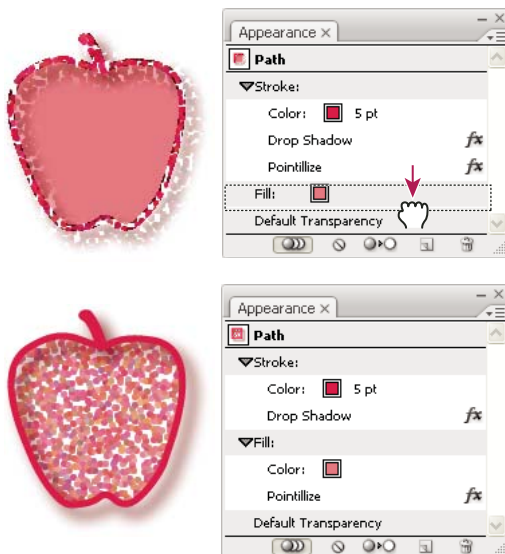 Appearance ×
Path
Stroke:
Color: 5 pt
Drop Shadow fx
Pointillize fx
Fill:
Default Transparency
Appearance ×
Path
Stroke:
Color: 5 pt
Drop Shadow fx
Fill:
Color:
Pointillize fx
Default Transparency